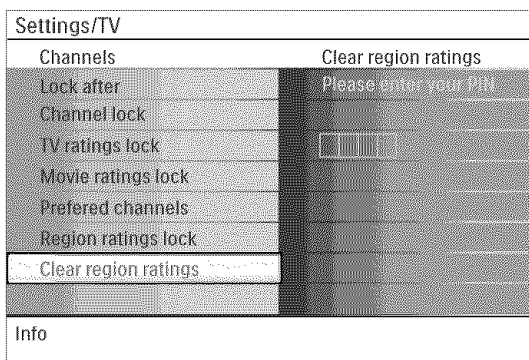 Settings/TV
Channels
Clear region ratings
Lock after
Please enter your PIN
Channel lock
TV ratings lock
Movie ratings lock
Prefered channels
Region ratings lock
Clear region ratings
Info